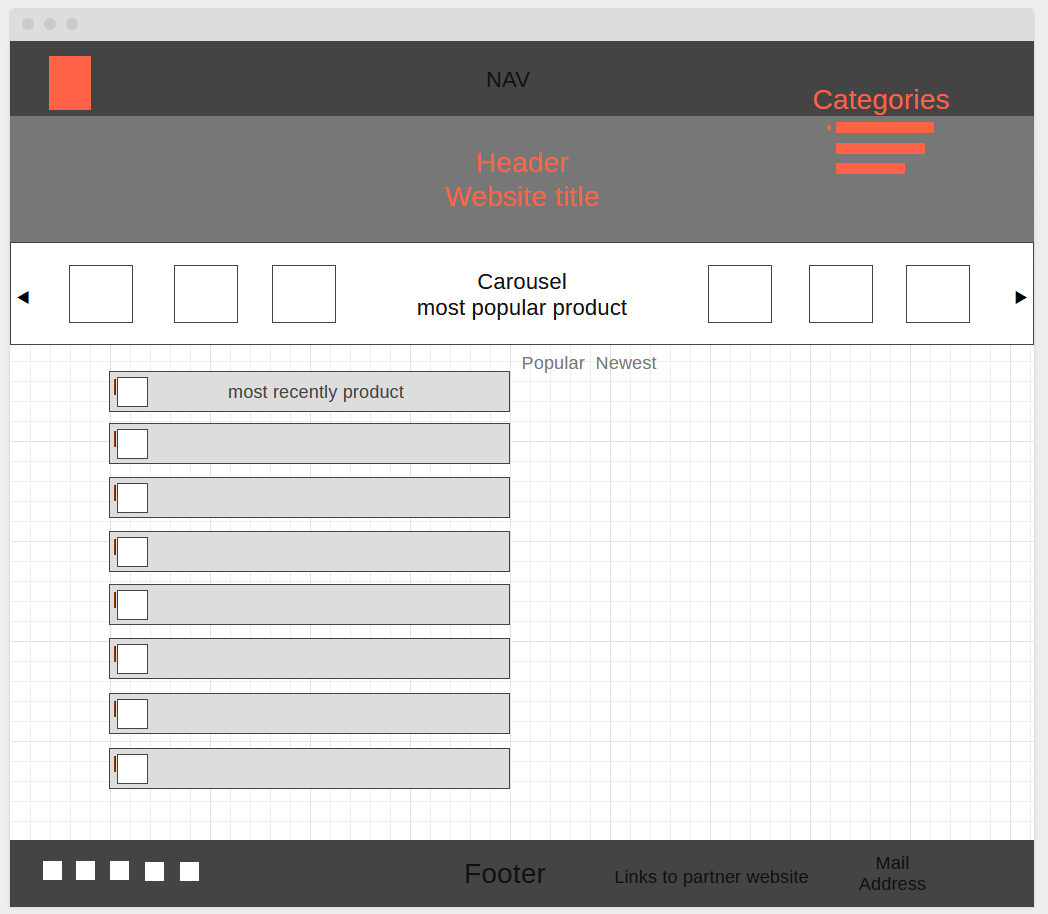 NAV
Categories
Header
Website title
Carousel
most popular product
Popular Newest
most recently product
Footer
Links to partner website
Mail
Address